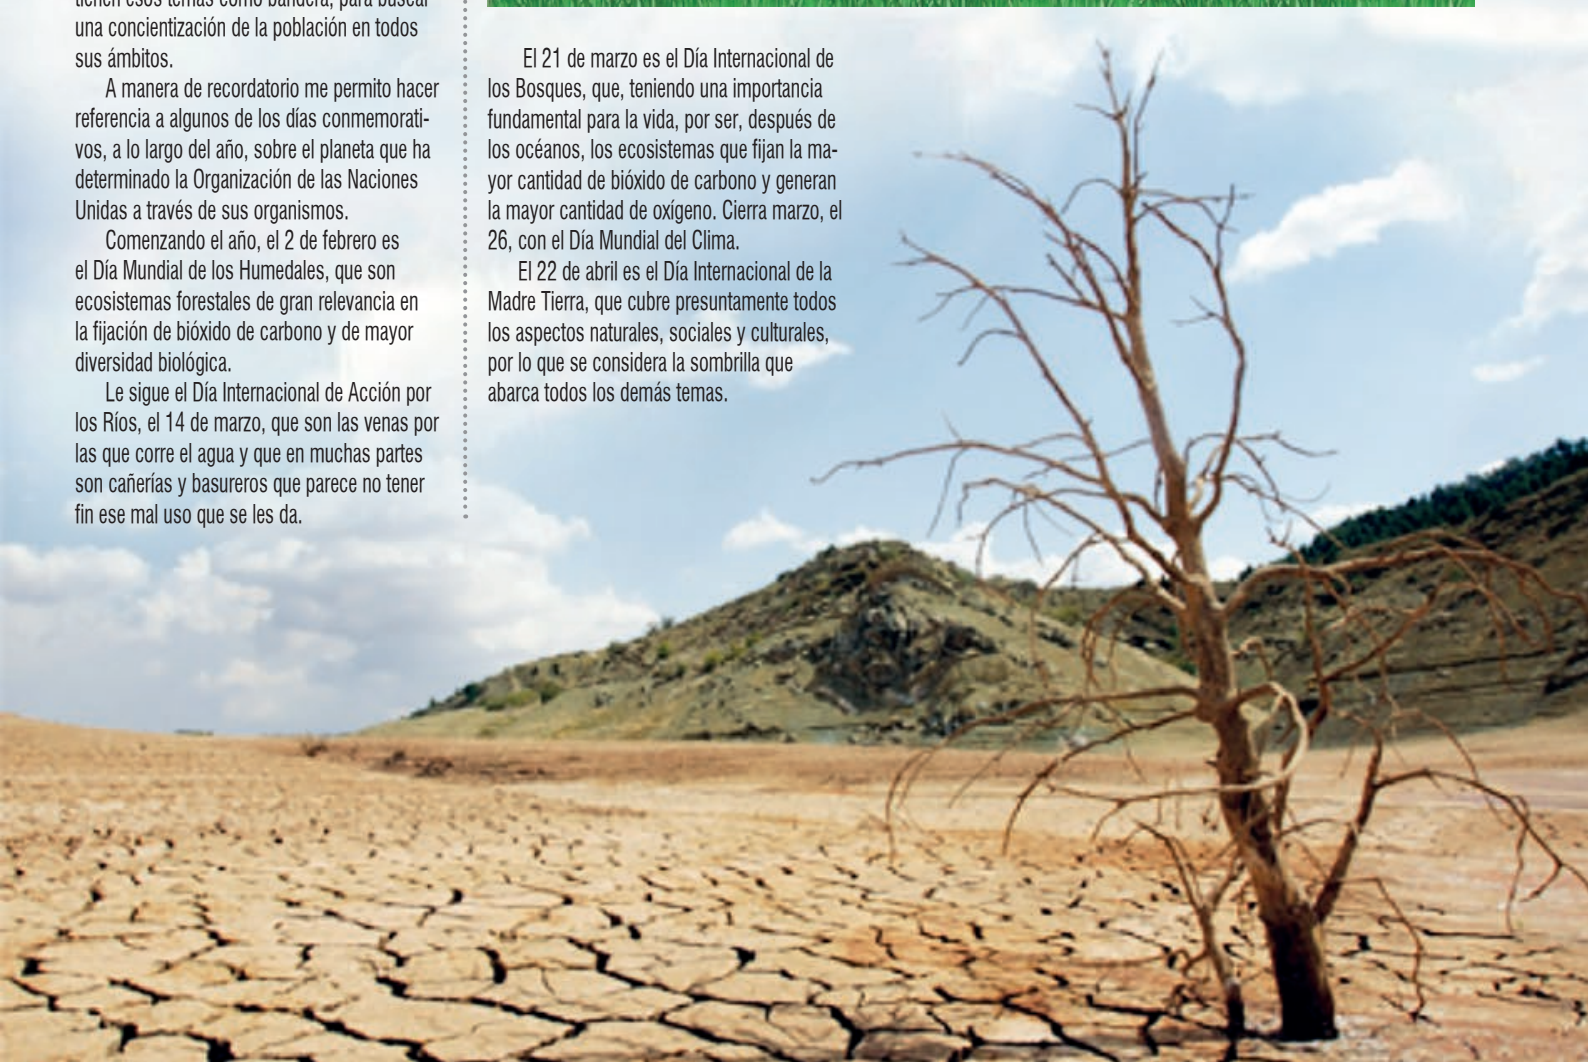 tienen esos temas como bandera, para buscar
una concientización de la población en todos
sus ámbitos.
A manera de recordatorio me permito hacer
referencia a algunos de los días conmemorati-
vos, a lo largo del año, sobre el planeta que ha
determinado la Organización de las Naciones
Unidas a través de sus organismos.
Comenzando el año, el 2 de febrero es
el Día Mundial de los Humedales, que son
ecosistemas forestales de gran relevancia en
la fijación de bióxido de carbono y de mayor
diversidad biológica.
Le sigue el Día Internacional de Acción por
los Ríos, el 14 de marzo, que son las venas por
las que corre el agua y que en muchas partes
son cañerías y basureros que parece no tener
fin ese mal uso que se les da.
El 21 de marzo es el Día Internacional de
los Bosques, que, teniendo una importancia
fundamental para la vida, por ser, después de
los océanos, los ecosistemas que fijan la ma-
yor cantidad de bióxido de carbono y generan
la mayor cantidad de oxígeno. Cierra marzo, el
26, con el Día Mundial del Clima.
El 22 de abril es el Día Internacional de la
Madre Tierra, que cubre presuntamente todos
los aspectos naturales, sociales y culturales,
por lo que se considera la sombrilla que
abarca todos los demás temas.